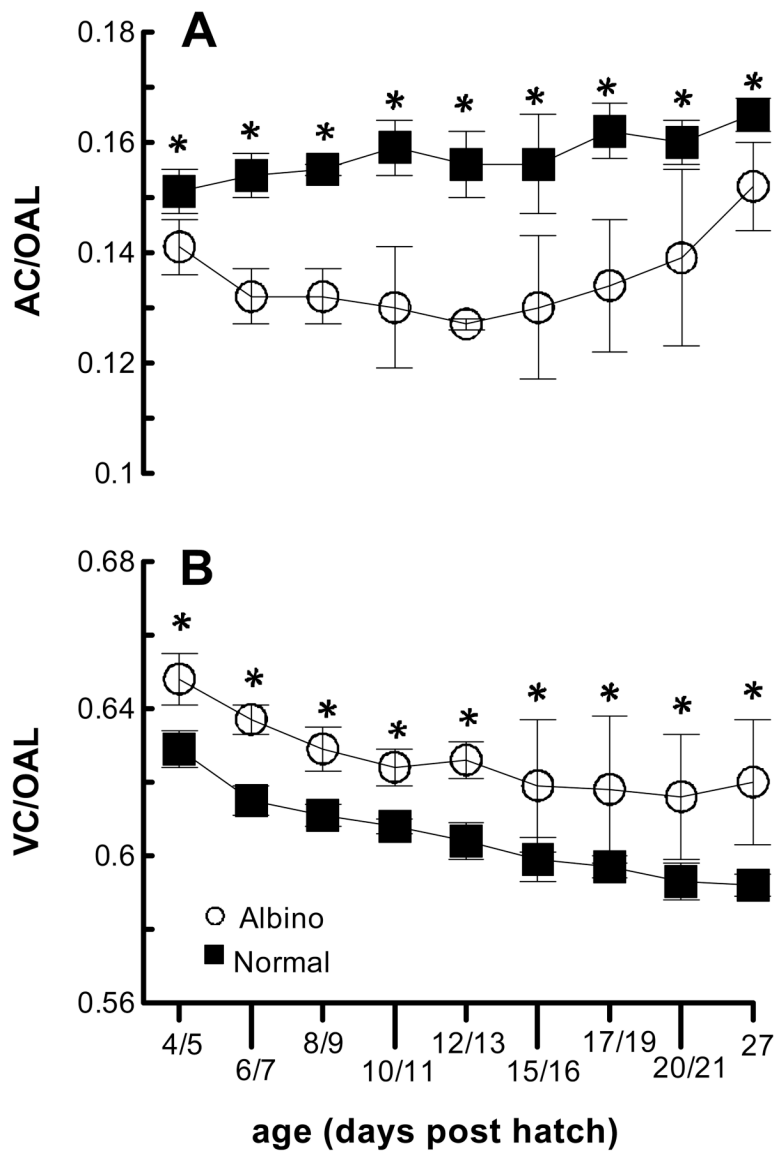 A
AC/OAL
0.18
0.16
0.14
0.12
0.1
* * * * * * * * *
B
VC/OAL
0.68
0.64
0.6
0.56
* * * * * * * * *
Albino
Normal
4/5 6/7 8/9 10/11 12/13 15/16 17/19 20/21 27
age (days post hatch)